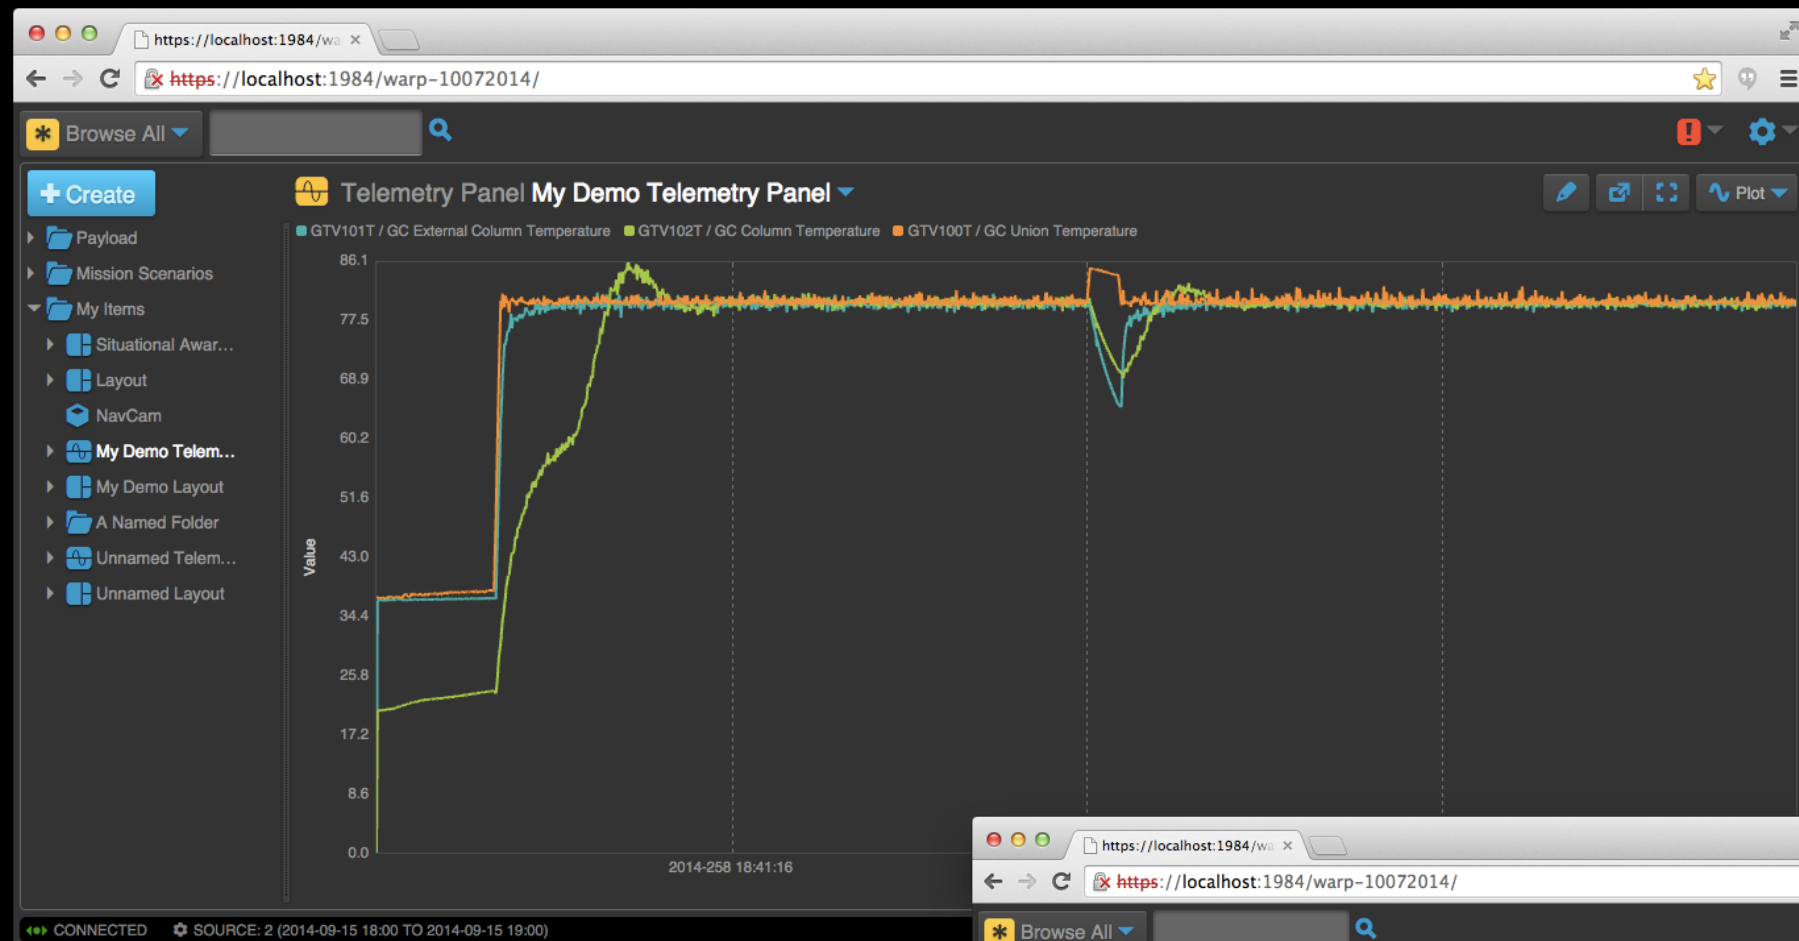 https://localhost:1984/wa
https://localhost:1984/warp-10072014/
Browse All
Create
Telemetry Panel My Demo Telemetry Panel
Plot
GTV101T / GC External Column Temperature GTV102T / GC Column Temperature GTV100T / GC Union Temperature
Payload
Mission Scenarios
My Items
Situational Awar...
Layout
NavCam
My Demo Telem...
My Demo Layout
A Named Folder
Unnamed Telem...
Unnamed Layout
Value
86.1
77.5
68.9
60.2
51.6
43.0
34.4
25.8
17.2
8.6
0.0
2014-258 18:41:16
CONNECTED SOURCE: 2 (2014-09-15 18:00 TO 2014-09-15 19:00)
https://localhost:1984/wa
https://localhost:1984/warp-10072014/
Browse All